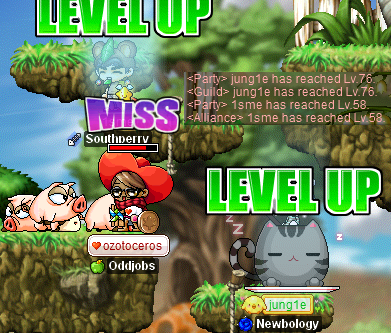 LEVEL UP
<Party> jung1e has reached Lv.76.
<Guild> jung1e has reached Lv.76.
<Party> 1sme has reached Lv.58.
<Alliance> 1sme has reached Lv.58
MISS
Southperry
LEVEL UP
z
z
z
ozotoceros
Oddjobs
jung1e
Newbology